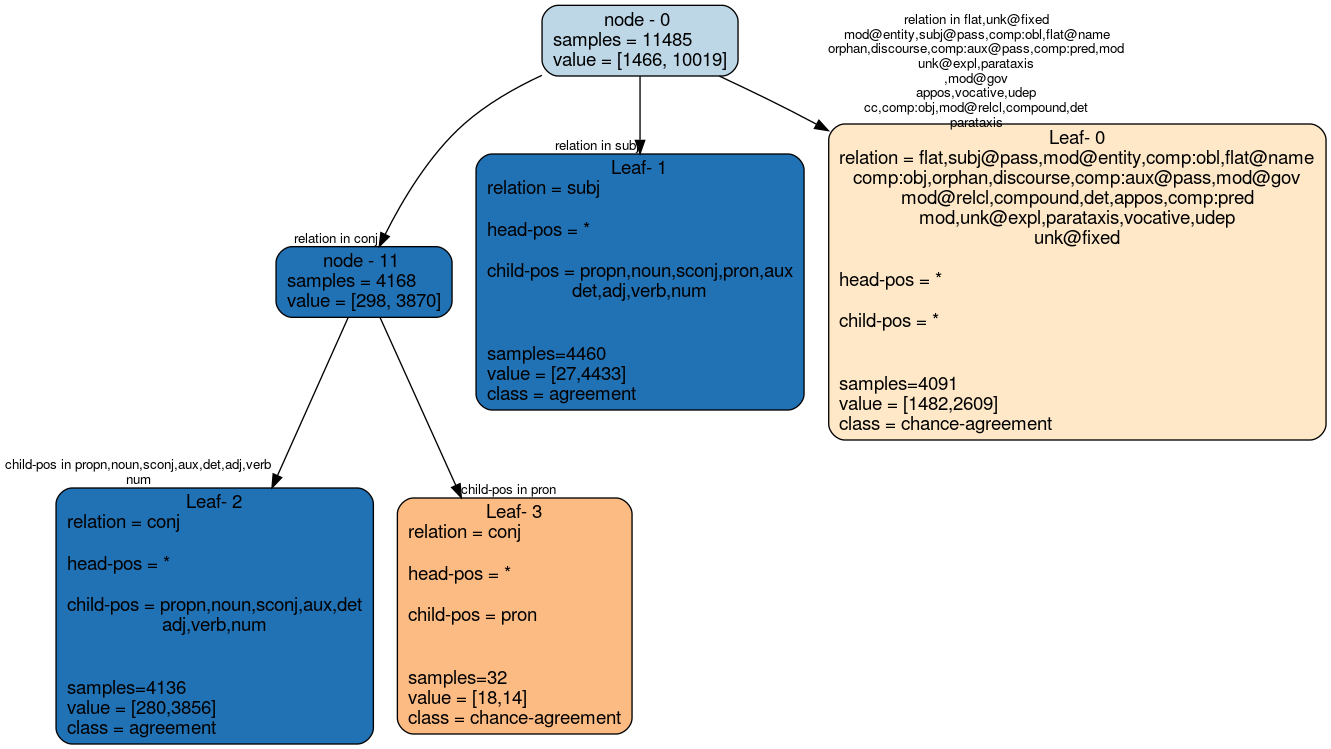 node - 0
samples = 11485
value = [1466, 10019]
relation in flat,unk@fixed
mod@entity,subj@pass,comp:obl,flat@name
orphan,discourse,comp:aux@pass,comp:pred,mod
unk@expl,parataxis
,mod@gov
appos,vocative,udep
cc,comp:obj,mod@relcl,compound,det
parataxis
Leaf- 0
relation = flat,subj@pass,mod@entity,comp:obl,flat@name
comp:obj,orphan,discourse,comp:aux@pass,mod@gov
mod@relcl,compound,det,appos,comp:pred
mod,unk@expl,parataxis,vocative,udep
unk@fixed
head-pos = *
child-pos = *
samples=4091
value = [1482,2609]
class = chance-agreement
relation in subj
Leaf- 1
relation = subj
head-pos = *
child-pos = propn,noun,sconj,pron,aux
det,adj,verb,num
samples=4460
value = [27,4433]
class = agreement
relation in conj
node - 11
samples = 4168
value = [298, 3870]
child-pos in propn,noun,sconj,aux,det,adj,verb
num
Leaf- 2
relation = conj
head-pos = *
child-pos = propn,noun,sconj,aux,det
adj,verb,num
samples=4136
value = [280,3856]
class = agreement
child-pos in pron
Leaf- 3
relation = conj
head-pos = *
child-pos = pron
samples=32
value = [18,14]
class = chance-agreement